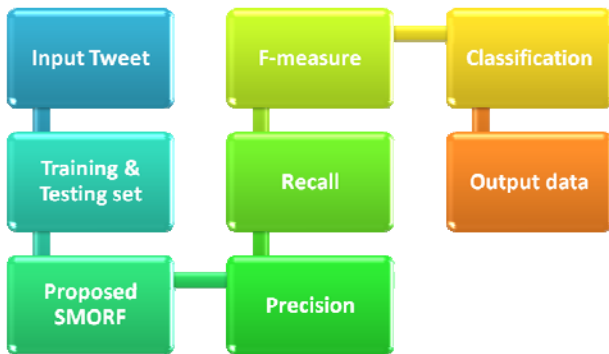 Input Tweet
Training &
Testing set
Proposed
SMORF
Precision
Recall
F-measure
Classification
Output data